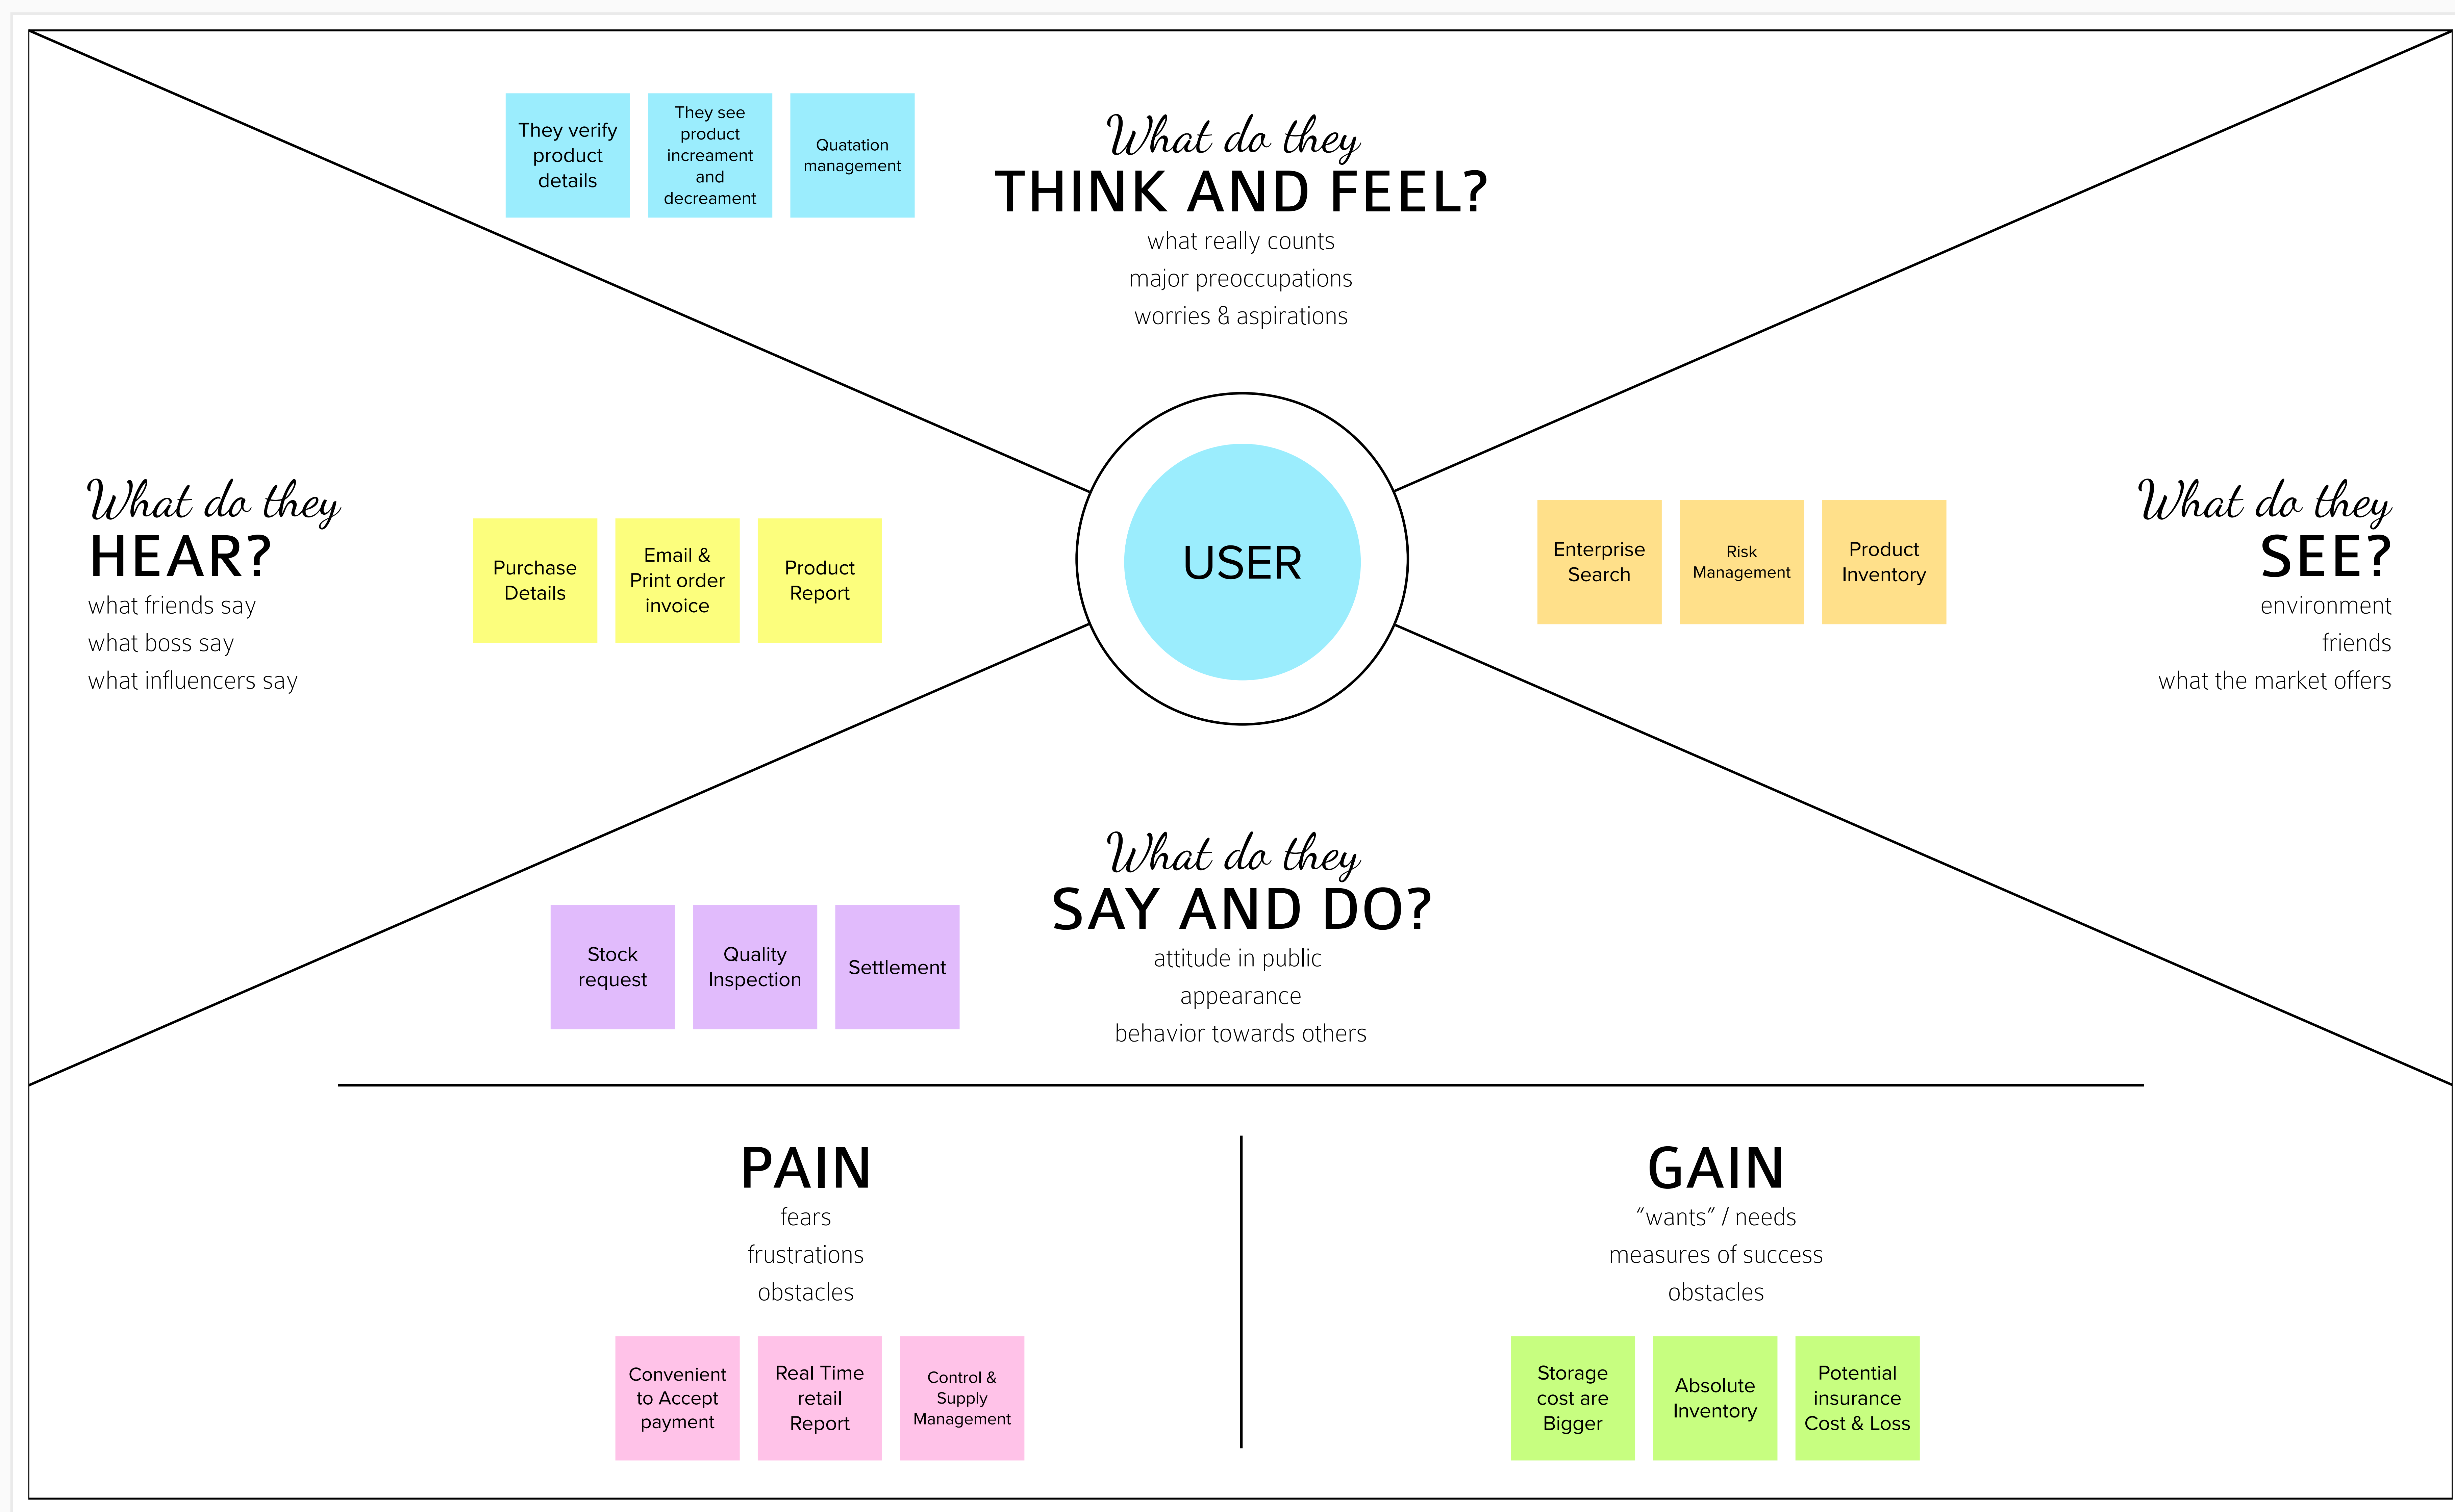 They verify
product
details
They see
product
increament
and
decreament
Quatation
management
What do they
THINK AND FEEL?
what really counts
major preoccupations
worries & aspirations
What do they
HEAR?
what friends say
what boss say
what influencers say
Purchase
Details
Email &
Print order
invoice
Product
Report
USER
Enterprise
Search
Risk
Management
Product
Inventory
What do they
SEE?
environment
friends
what the market offers
What do they
SAY AND DO?
attitude in public
appearance
behavior towards others
Stock
request
Quality
Inspection
Settlement
PAIN
fears
frustrations
obstacles
Convenient
to Accept
payment
Real Time
retail
Report
Control &
Supply
Management
GAIN
“wants” / needs
measures of success
obstacles
Storage
cost are
Bigger
Absolute
Inventory
Potential
insurance
Cost & Loss